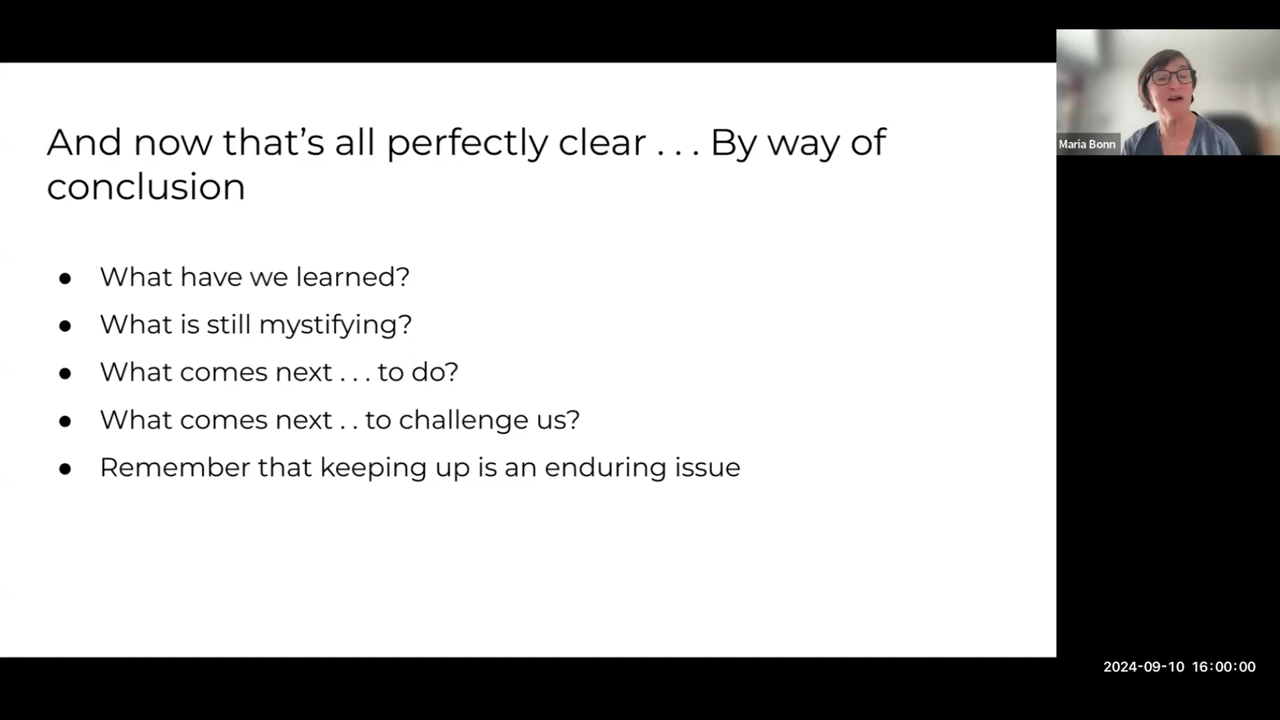 And now that's all perfectly clear . . . By way of
conclusion
● What have we learned?
● What is still mystifying?
● What comes next . . . to do?
● What comes next . . to challenge us?
● Remember that keeping up is an enduring issue
Maria Bonn
2024-09-10 16:00:00